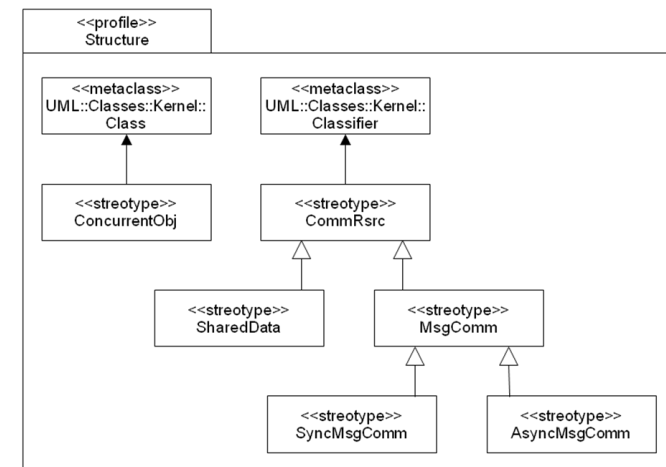 <<profile>>
Structure
<<metaclass>>
UML::Classes::Kernel::
Class
<<metaclass>>
UML::Classes::Kernel::
Classifier
<<streotype>>
ConcurrentObj
<<streotype>>
CommRsrc
<<streotype>>
SharedData
<<streotype>>
MsgComm
<<streotype>>
SyncMsgComm
<<streotype>>
AsyncMsgComm